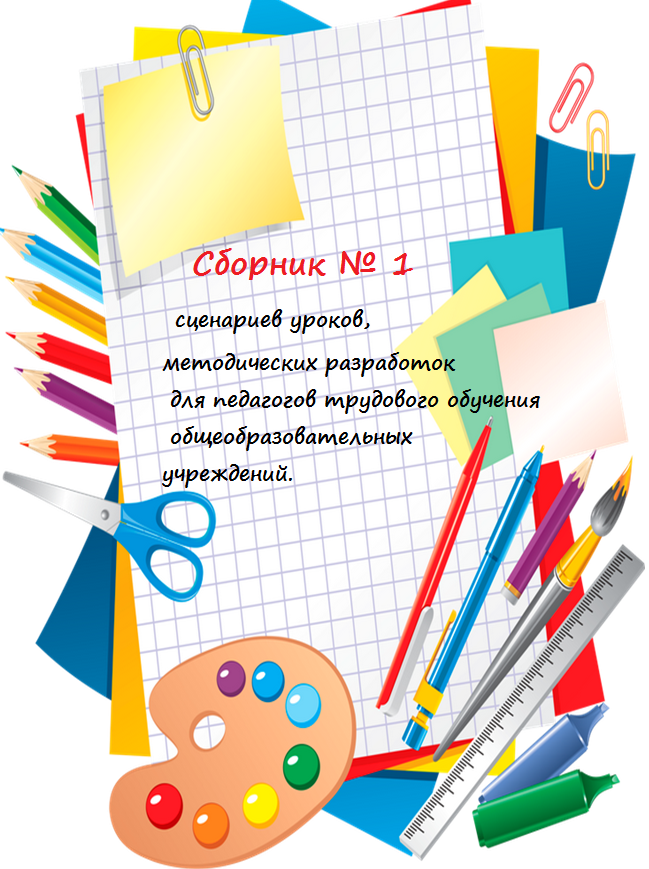 Сборник № 1
сценариев уроков,
методических разработок
для педагогов трудового обучения
общеобразовательных
учреждений.